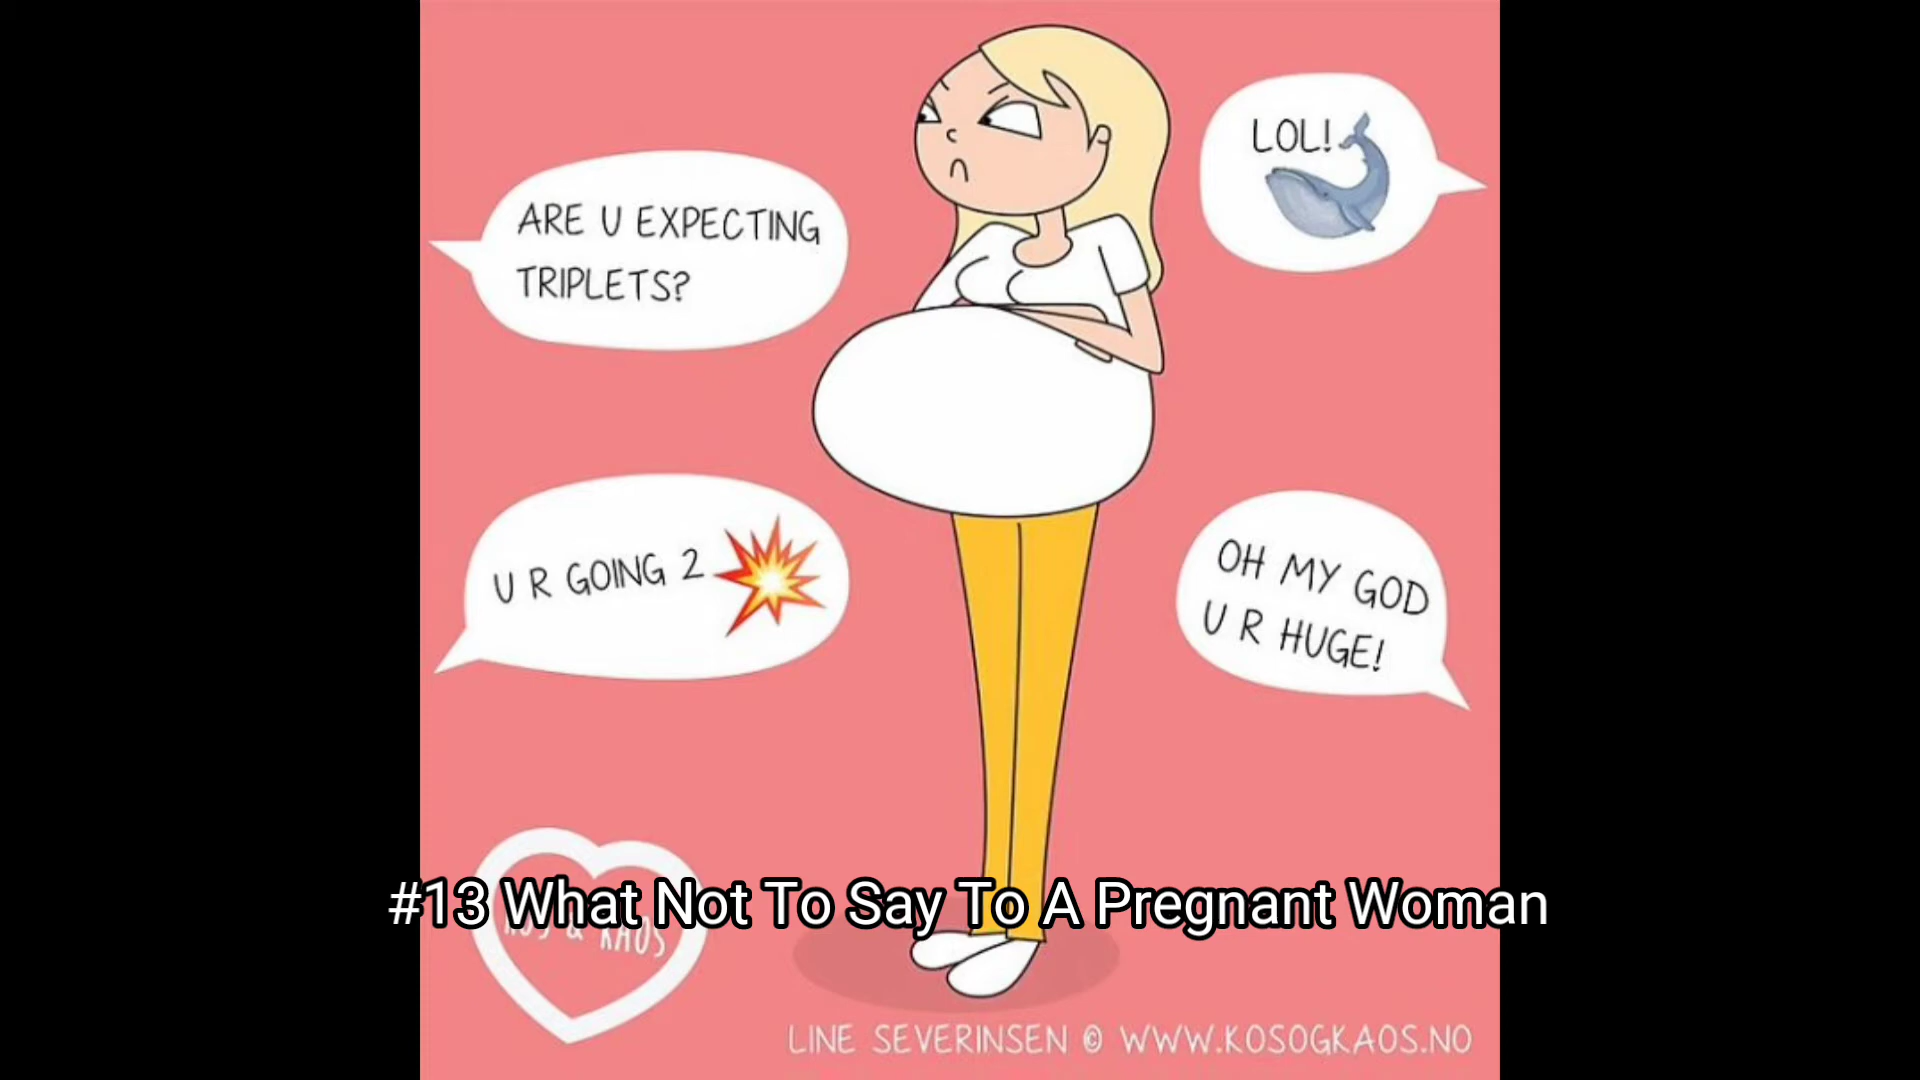 LOL!
ARE U EXPECTING
TRIPLETS?
U R GOING 2
OH MY GOD
U R HUGE!
#13 What Not To Say To A Pregnant Woman
& KAOS
LINE SEVERINSEN © WWW.KOSOGKAOS.NO